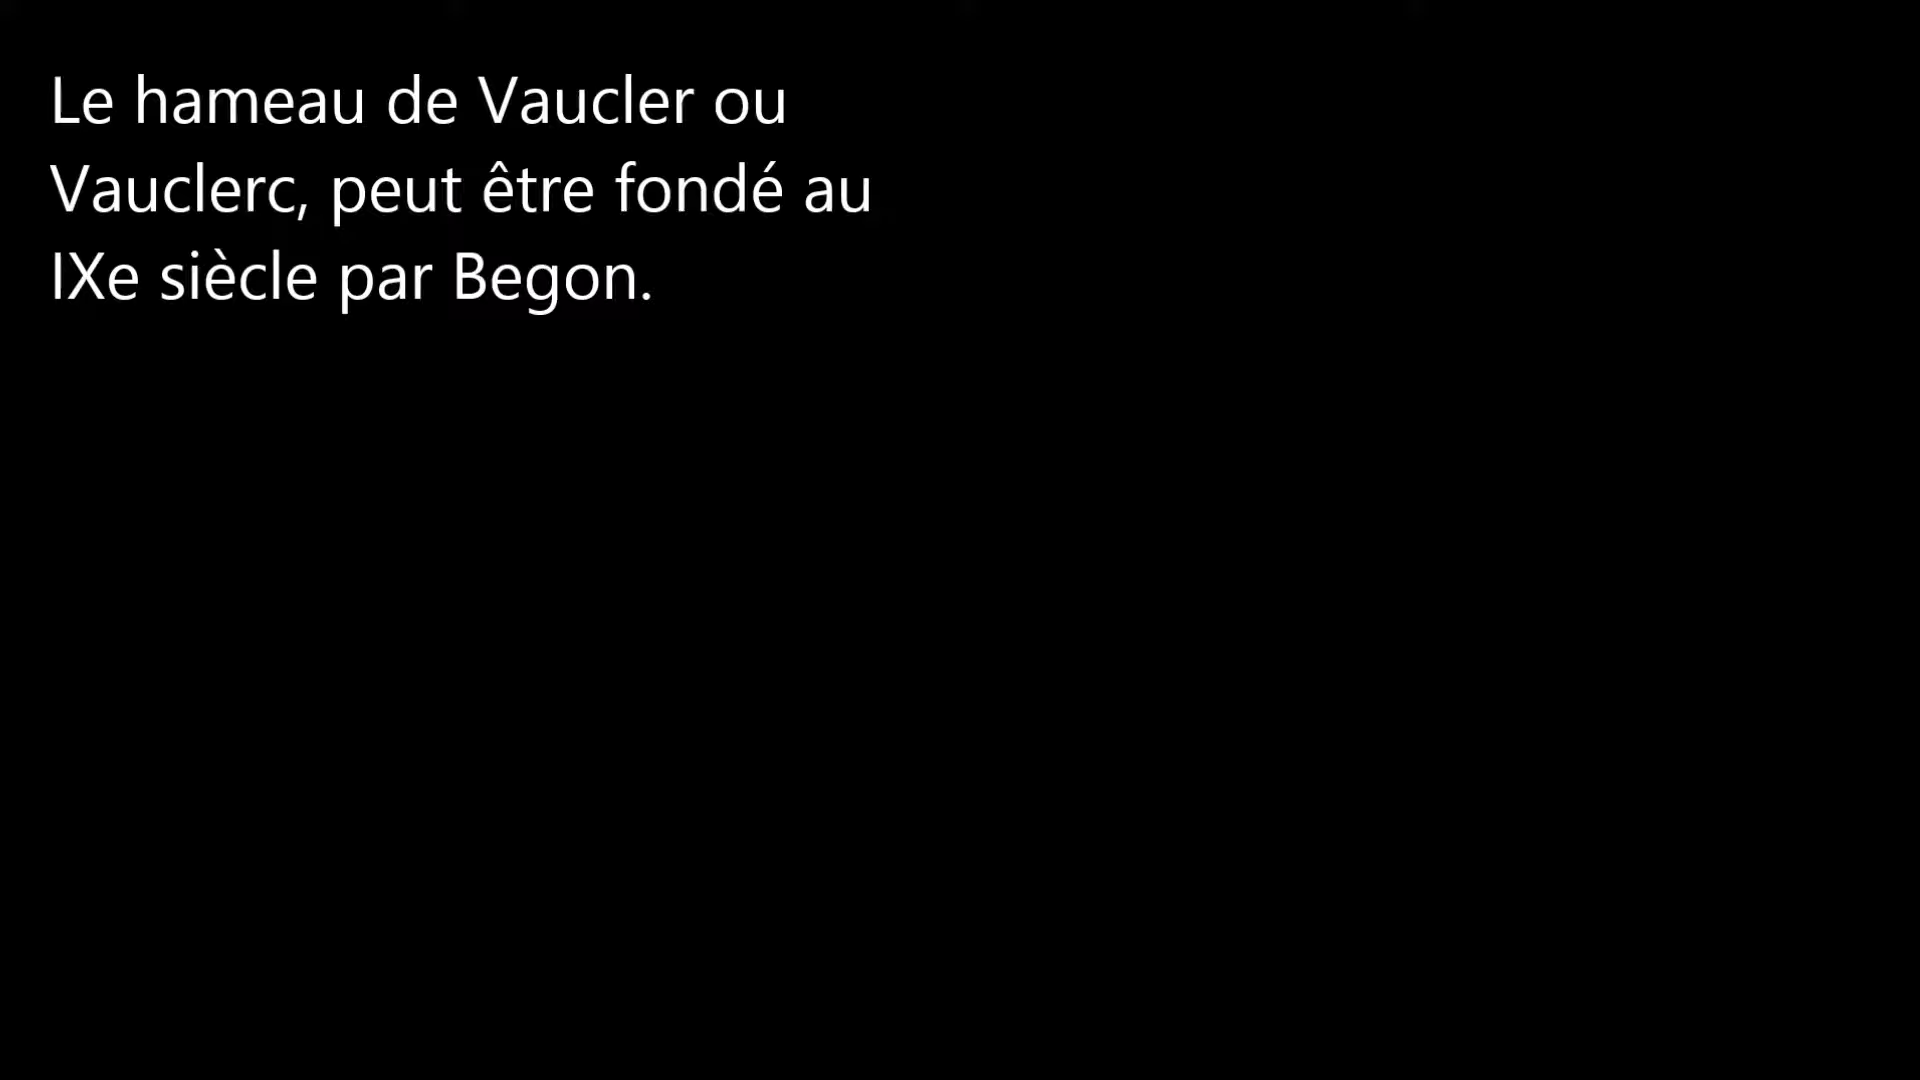 Le hameau de Vaucler ou
Vauclerc, peut être fondé au
IXe siècle par Begon.